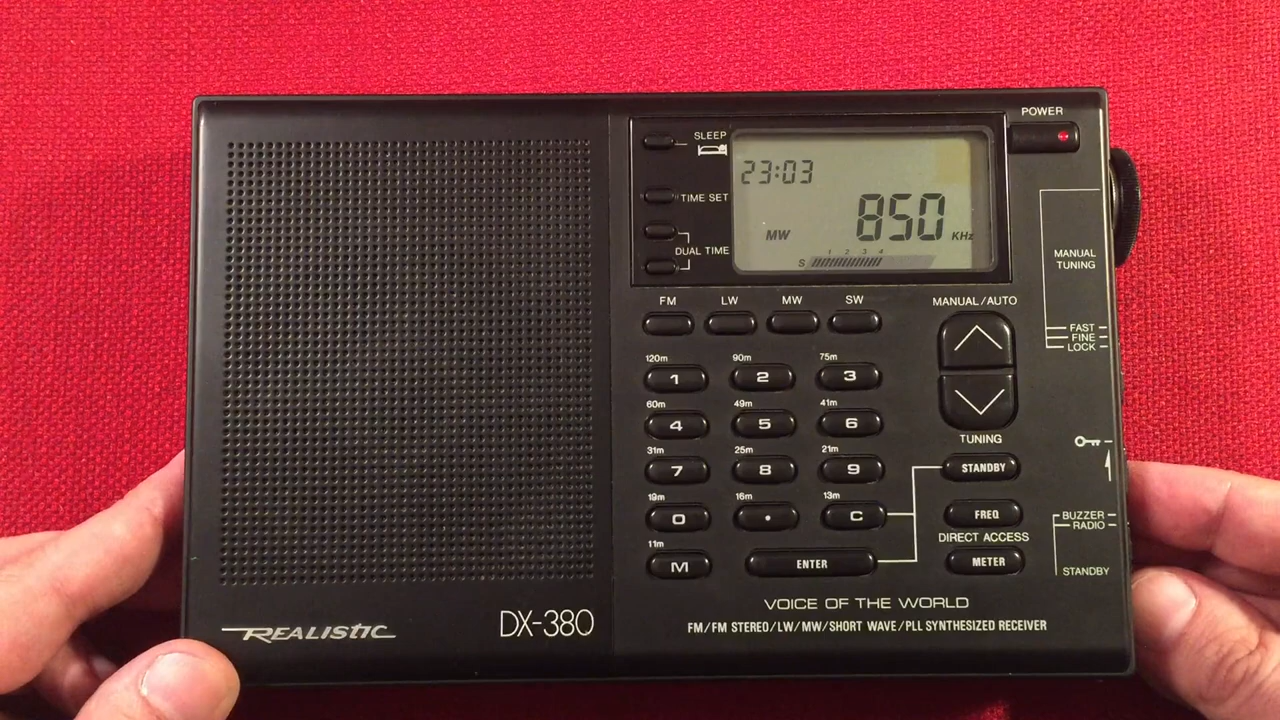 POWER
SLEEP
23:03
TIME SET
850
MW
KHz
DUAL TIME
1 2 3 4
S
MANUAL TUNING
FM LW MW SW
MANUAL/AUTO
FAST
FINE
LOCK
120m 90m 75m
1 2 3
60m 49m 41m
4 5 6
TUNING
31m 25m 21m
7 8 9
STANDBY
19m 16m 13m
0 . C
FREQ
BUZZER
RADIO
DIRECT ACCESS
11m
M ENTER METER
STANDBY
VOICE OF THE WORLD
REALISTIC
DX-380
FM/FM STEREO/LW/MW/SHORT WAVE/PLL SYNTHESIZED RECEIVER